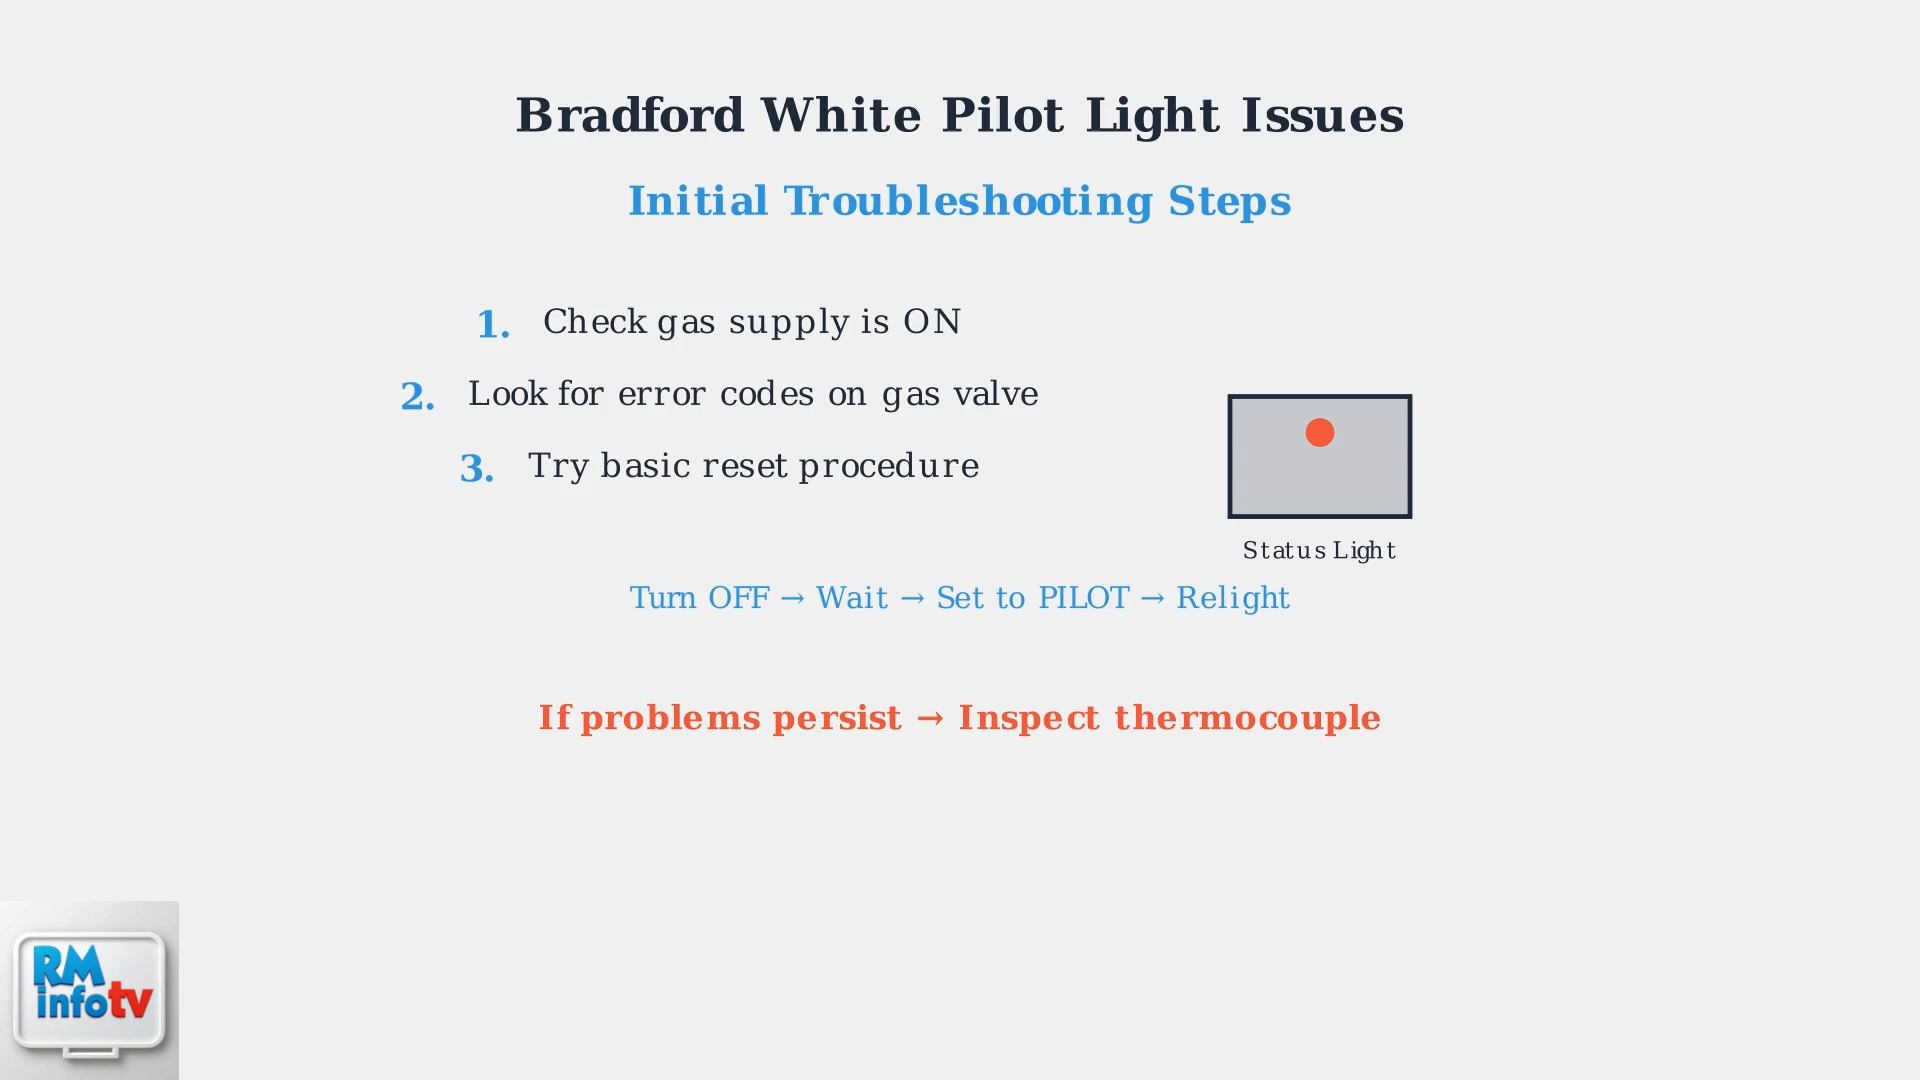 Bradford White Pilot Light Issues
Initial Troubleshooting Steps
1. Check gas supply is ON
2. Look for error codes on gas valve
3. Try basic reset procedure
Status Light
Turn OFF → Wait → Set to PILOT → Relight
If problems persist → Inspect thermocouple
RM
infotv